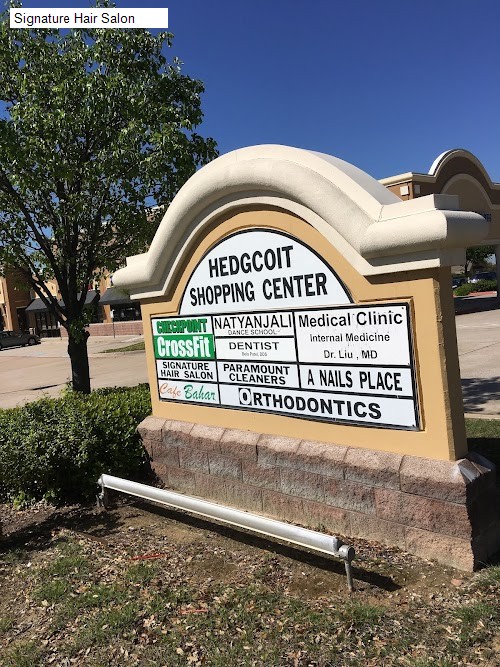 Signature Hair Salon
HEDGCOIT
SHOPPING CENTER
CHECKPOINT
CrossFit
NATYANJALI
DANCE SCHOOL
DENTIST
Medical Clinic
Internal Medicine
Dr. Liu, MD
SIGNATURE
HAIR SALON
PARAMOUNT
CLEANERS
A NAILS PLACE
Cafe Bahar
ORTHODONTICS